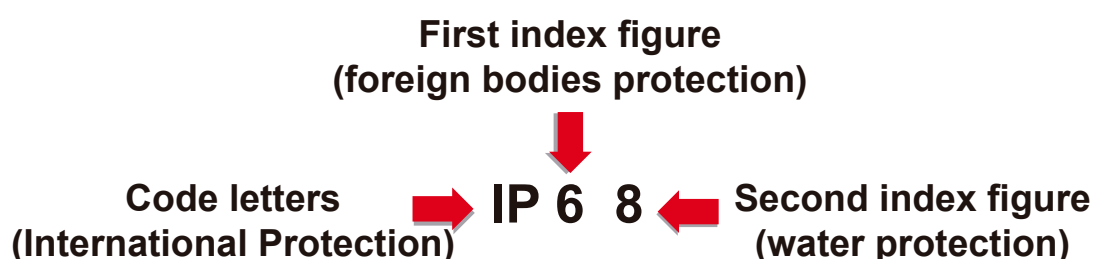 First index figure
(foreign bodies protection)
Code letters
(International Protection)
IP 6 8
Second index figure
(water protection)